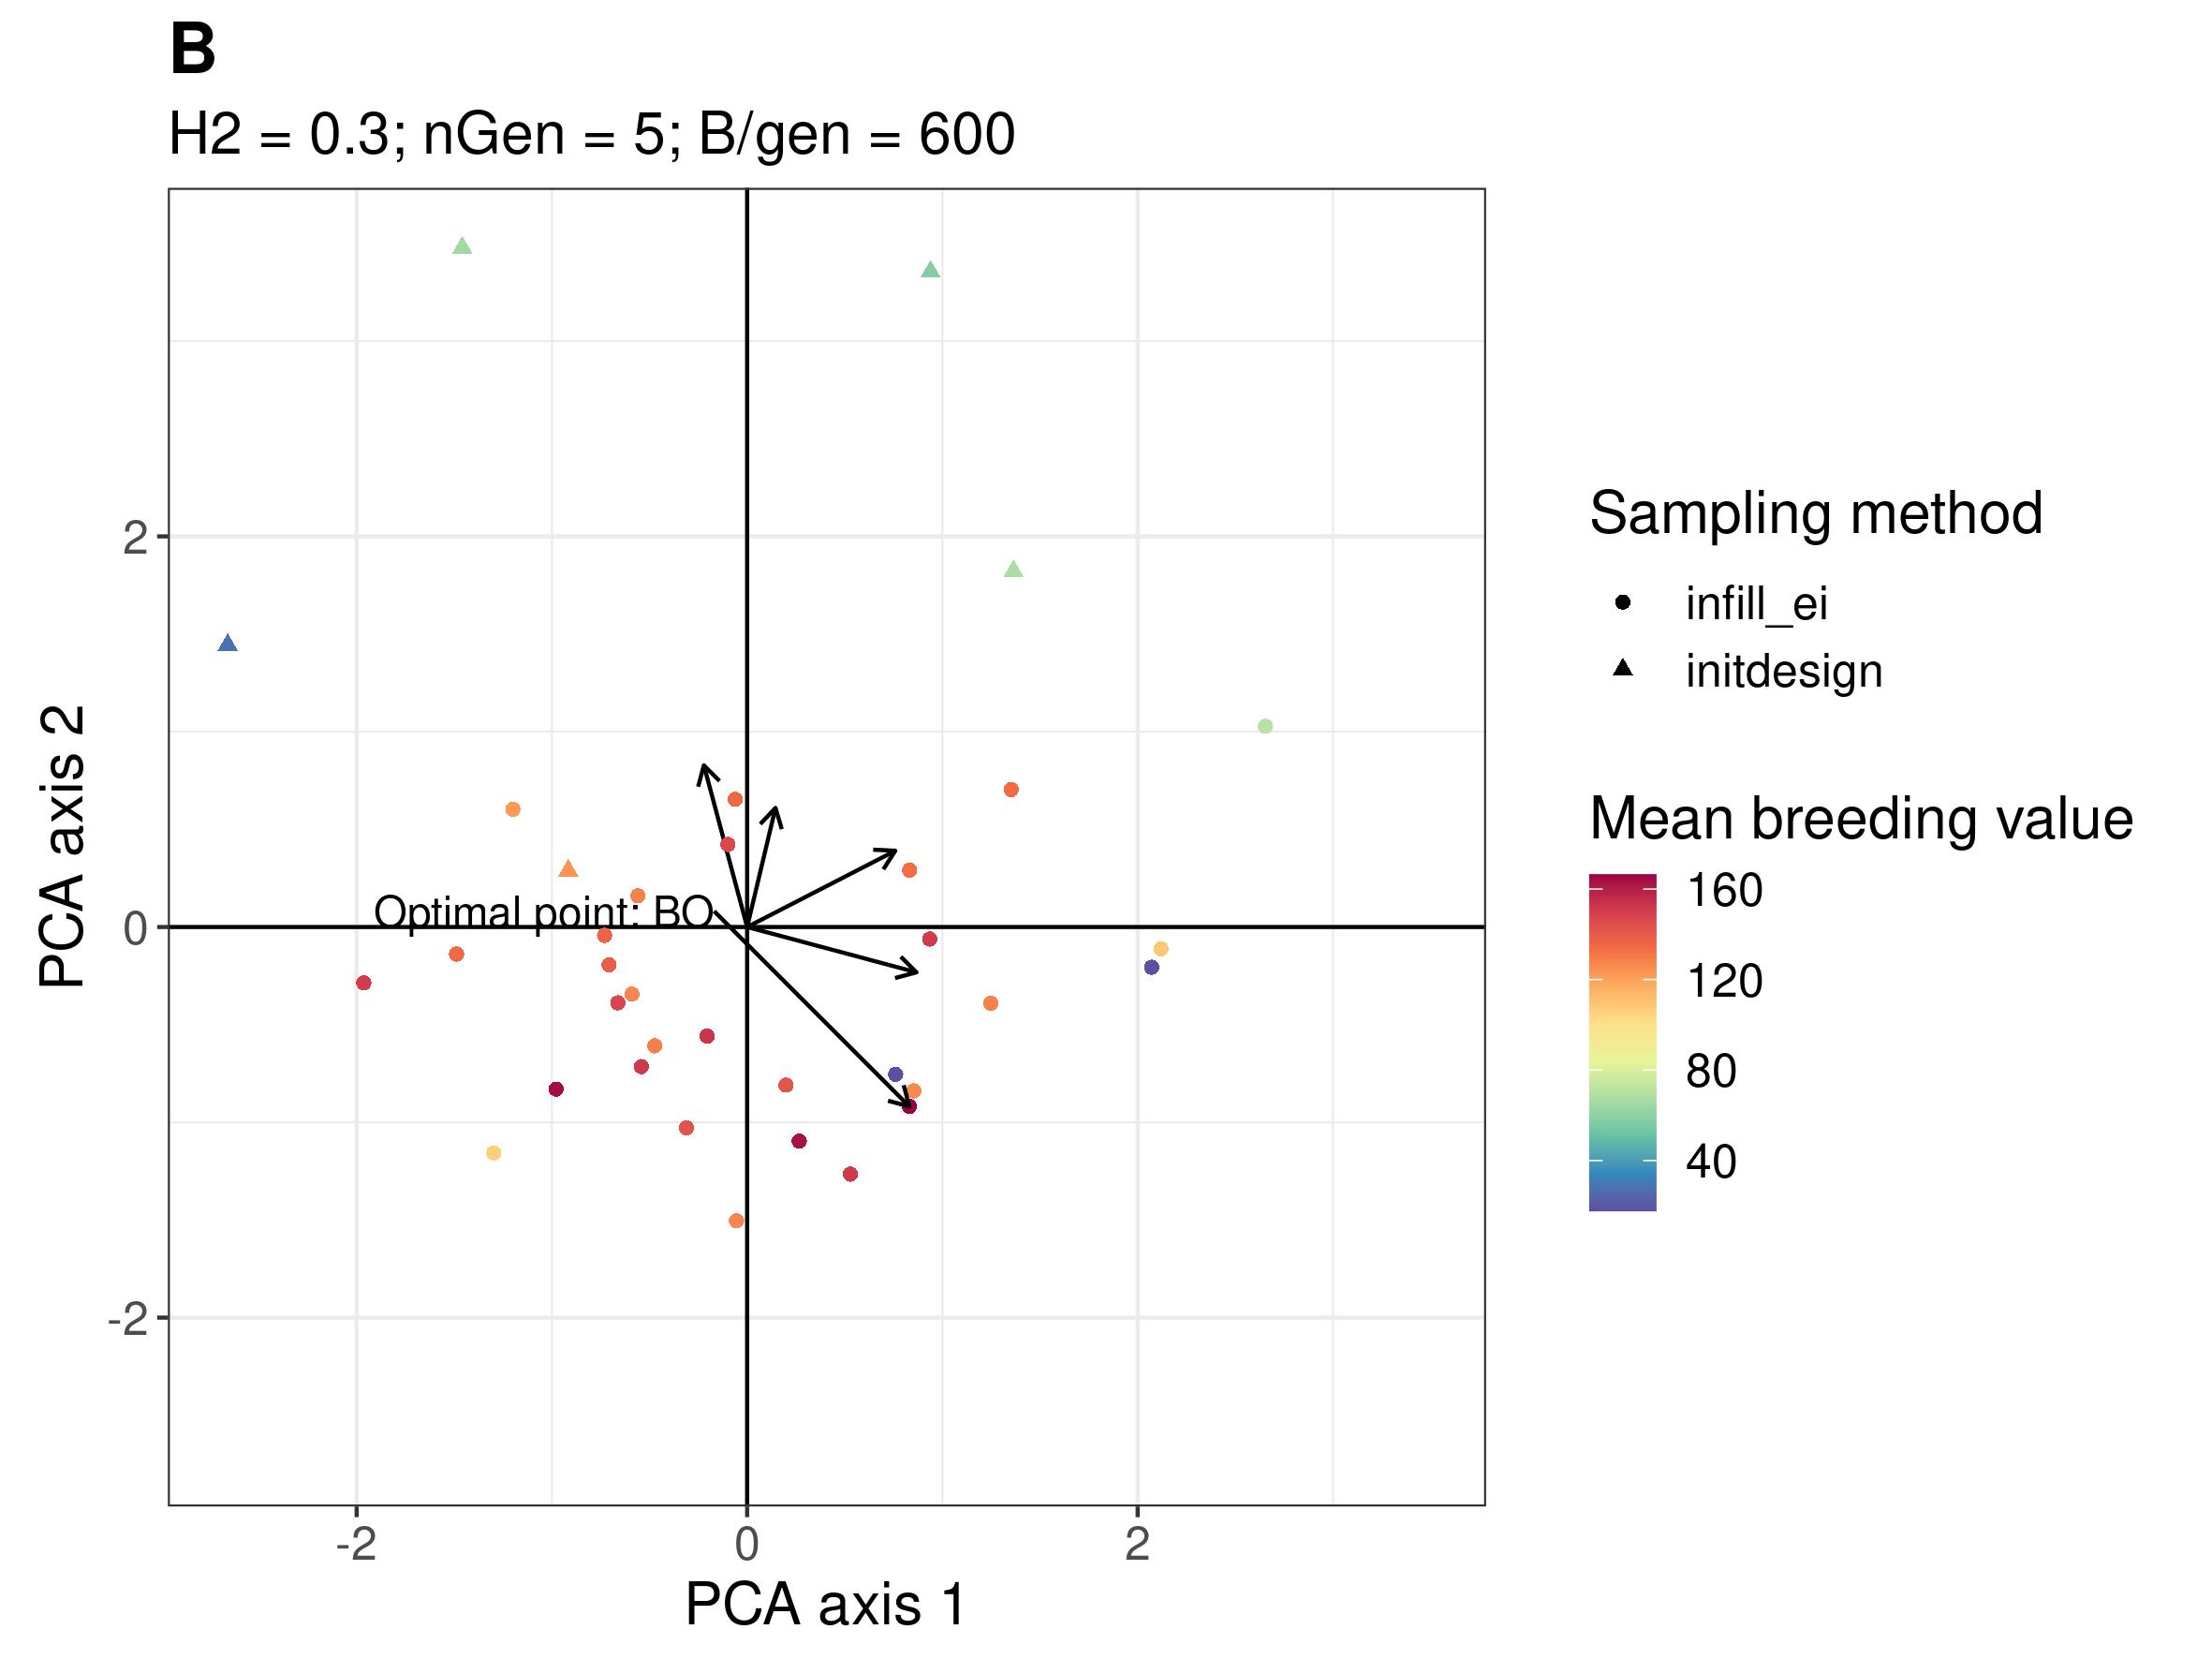 B
H2 = 0.3; nGen = 5; B/gen = 600
2
0
-2
PCA axis 2
Optimal point: BO
-2
0
2
PCA axis 1
Sampling method
infill_ei
initdesign
Mean breeding value
160
120
80
40